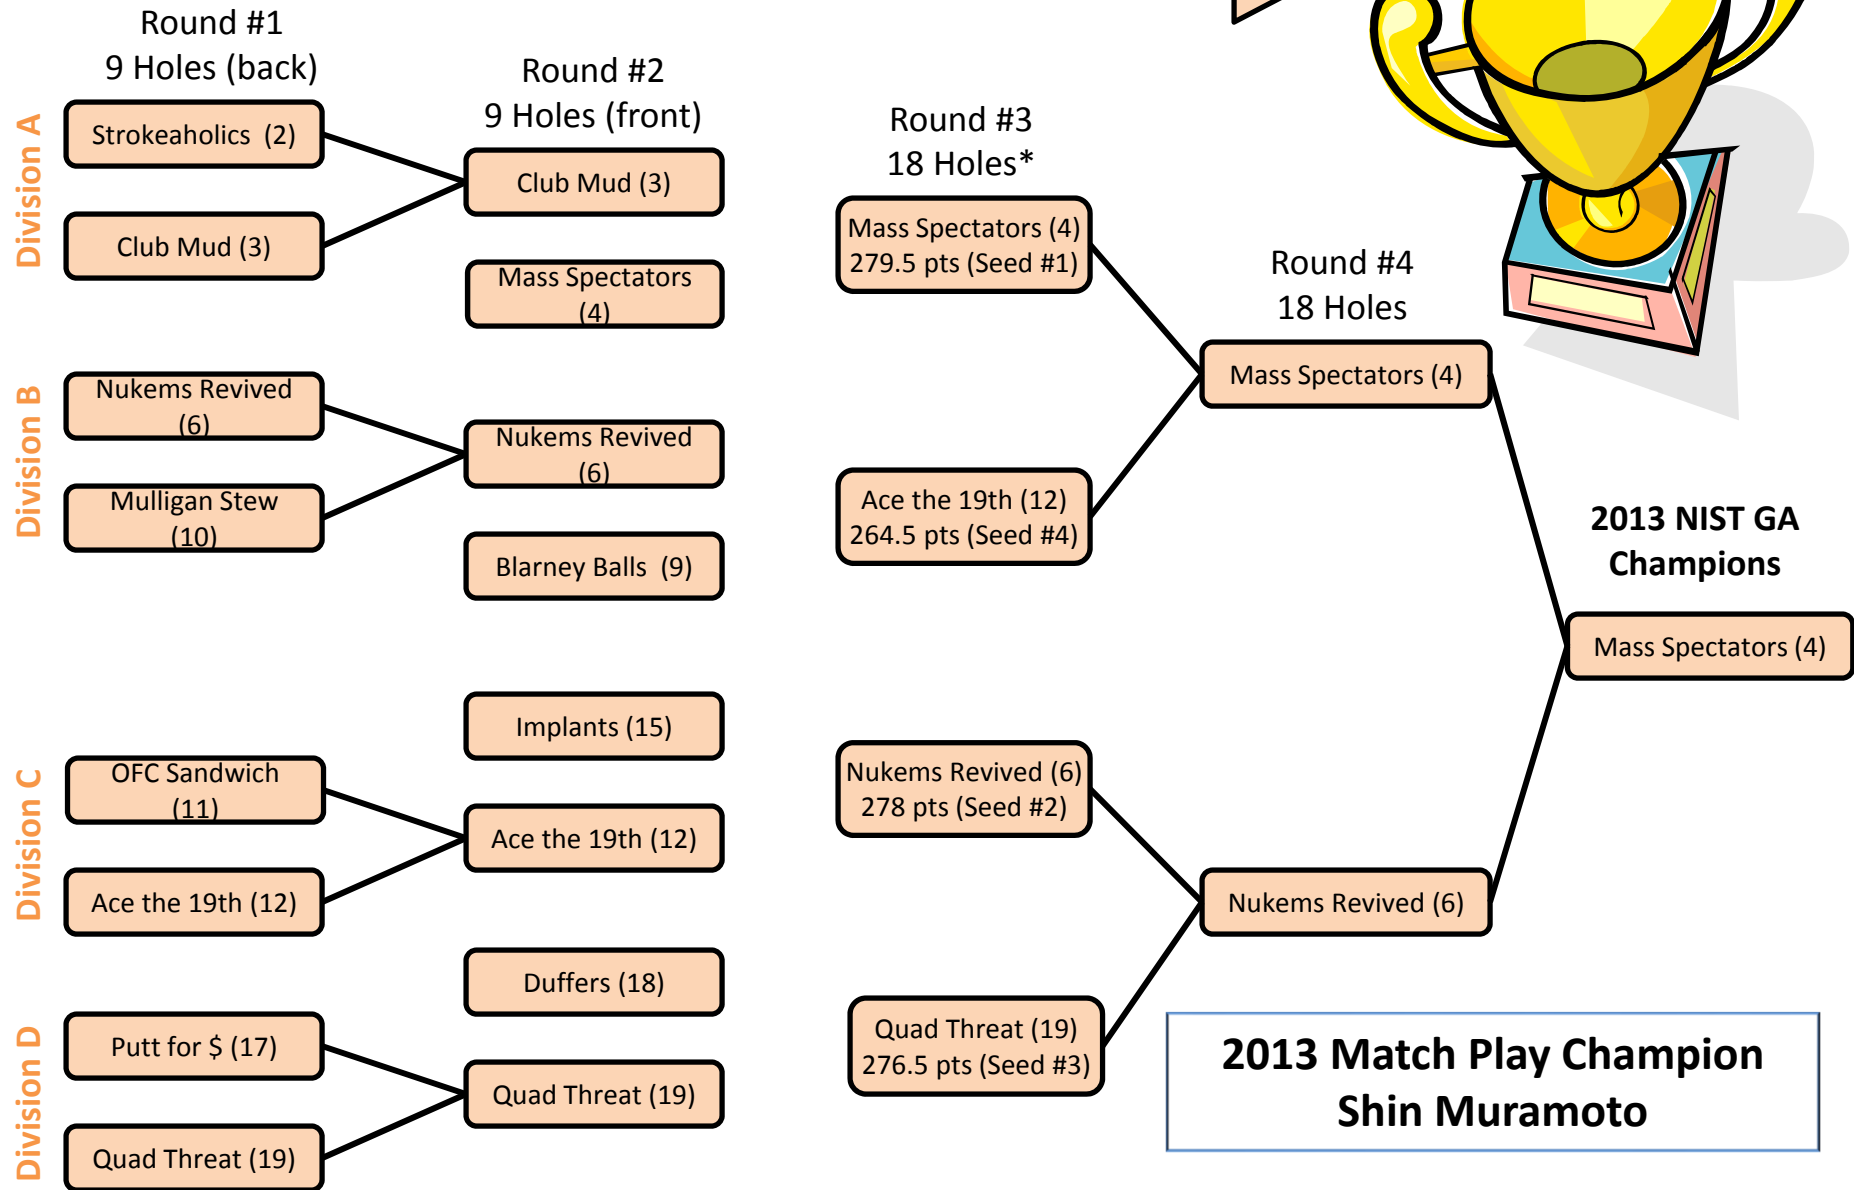 Round #1
9 Holes (back)
Division A
Strokeaholics  (2)
Club Mud (3)
Division B
Nukems Revived
(6)
Mulligan Stew
(10)
Division C
OFC Sandwich
(11)
Ace the 19th (12)
Division D
Putt for $ (17)
Quad Threat (19)
Round #2
9 Holes (front)
Club Mud (3)
Mass Spectators
(4)
Nukems Revived
(6)
Blarney Balls  (9)
Implants (15)
Ace the 19th (12)
Duffers (18)
Quad Threat (19)
Round #3
18 Holes*
Mass Spectators (4)
279.5 pts (Seed #1)
Ace the 19th (12)
264.5 pts (Seed #4)
Nukems Revived (6)
278 pts (Seed #2)
Quad Threat (19)
276.5 pts (Seed #3)
Round #4
18 Holes
Mass Spectators (4)
Nukems Revived (6)
2013 NIST GA
Champions
Mass Spectators (4)
2013 Match Play Champion
Shin Muramoto